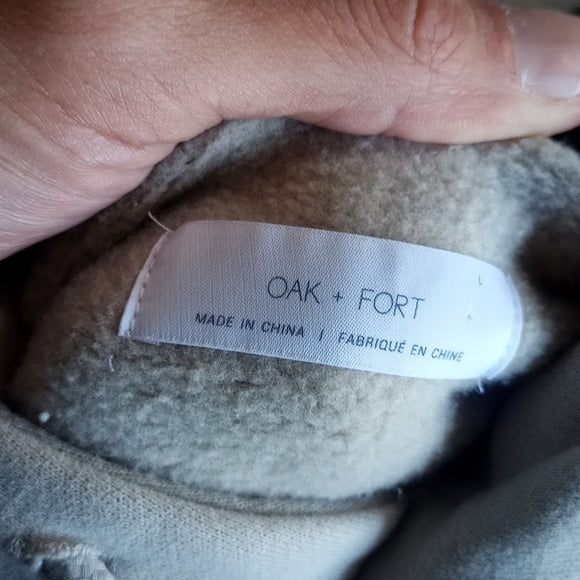 L
OAK + FORT
MADE IN CHINA | FABRIQUÉ EN CHINE